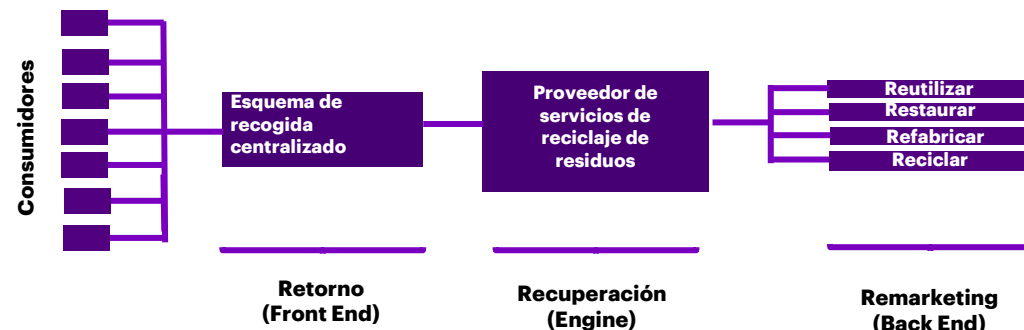 Consumidores
Esquema de
recogida
centralizado
Proveedor de
servicios de
reciclaje de
residuos
Reutilizar
Restaurar
Refabricar
Reciclar
Retorno
(Front End)
Recuperación
(Engine)
Remarketing
(Back End)